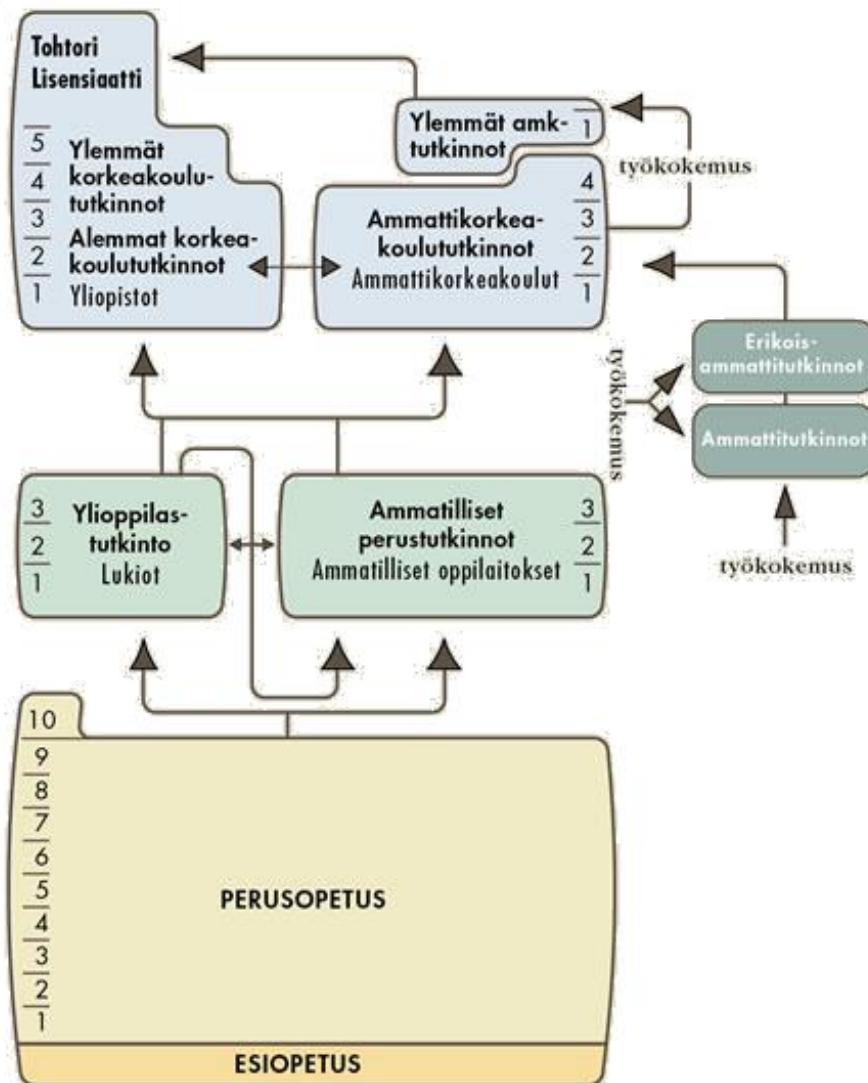 Tohtori
Lisensiaatti
5
4
3
2
1
Ylemmät
korkeakoulu-
tutkinnot
Alemmat korkea-
koulututkinnot
Yliopistot
Ylemmät amk-
tutkinnot
1
työkokemus
Ammattikorkea-
koulututkinnot
Ammattikorkeakoulut
4
3
2
1
työkokemus
Erikois-
ammattitutkinnot
Ammattitutkinnot
työkokemus
3
2
1
Ylioppilas-
tutkinto
Lukiot
Ammatilliset
perustutkinnot
Ammatilliset oppilaitokset
3
2
1
10
9
8
7
6
5
4
3
2
1
PERUSOPETUS
ESIOPETUS